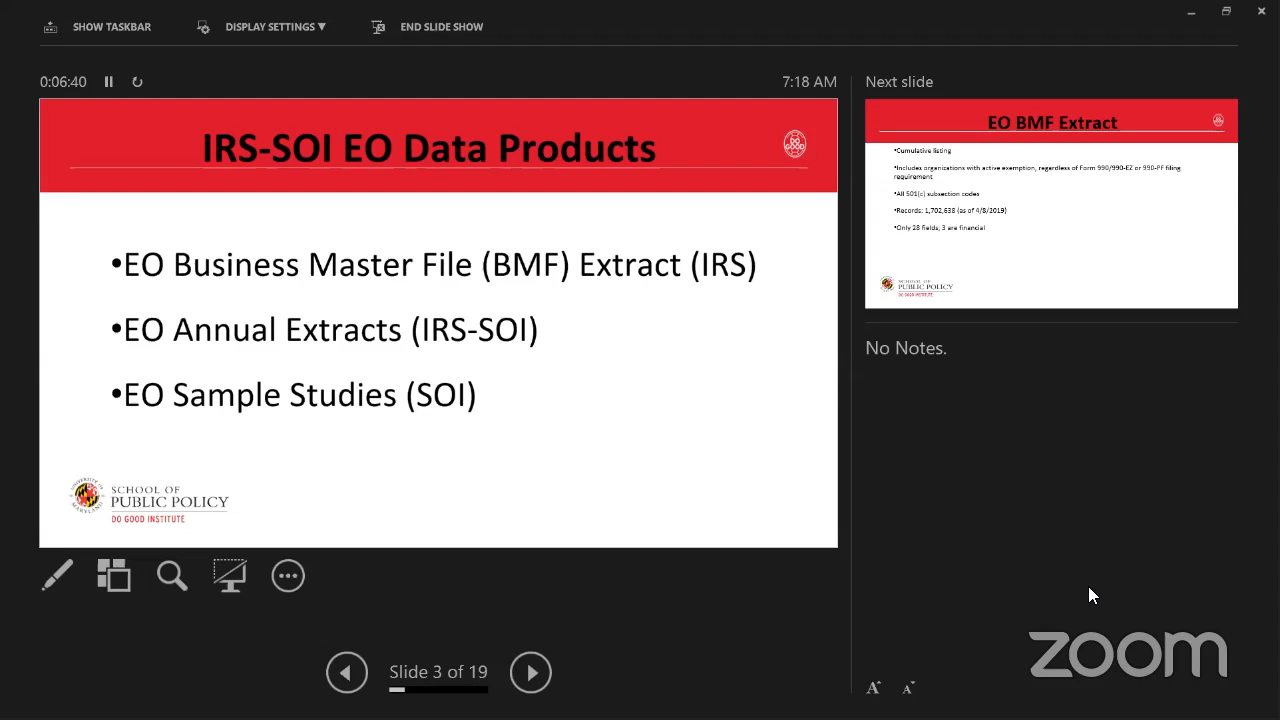 SHOW TASKBAR
DISPLAY SETTINGS ▼
END SLIDE SHOW
0:06:40
7:18 AM
IRS-SOI EO Data Products
•EO Business Master File (BMF) Extract (IRS)
•EO Annual Extracts (IRS-SOI)
•EO Sample Studies (SOI)
UNIVERSITY OF MARYLAND
SCHOOL OF
PUBLIC POLICY
DO GOOD INSTITUTE
DO
GOOD
Slide 3 of 19
Next slide
EO BMF Extract
•Cumulative listing
•Includes organizations with active exemption, regardless of Form 990/990-EZ or 990-PF filing
requirement
•All 501(c) subsection codes
•Records: 1,702,638 (as of 4/8/2019)
•Only 28 fields; 3 are financial
SCHOOL OF
PUBLIC POLICY
DO GOOD INSTITUTE
No Notes.
A A
zoom